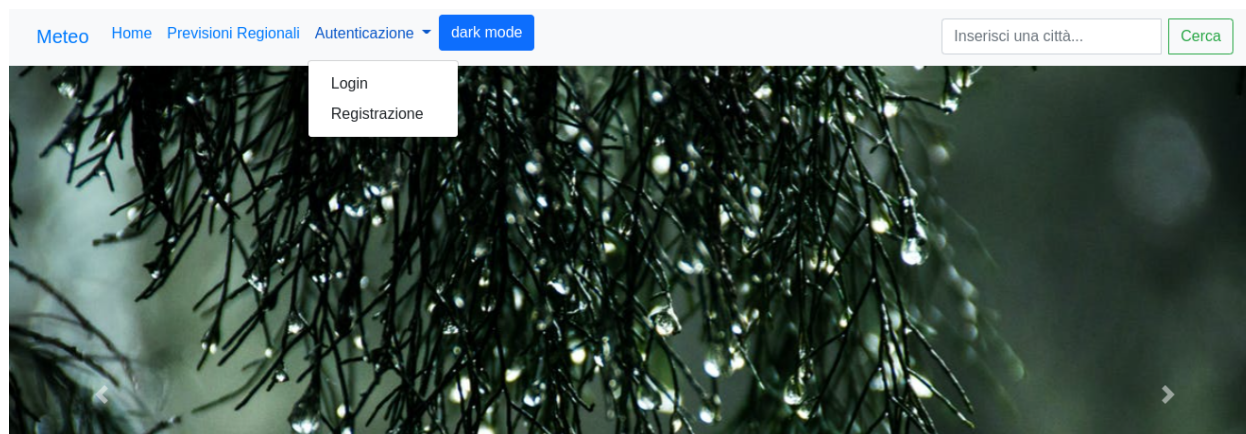 Meteo Home Previsioni Regionali Autenticazione dark mode Inserisci una città... Cerca
Login
Registrazione